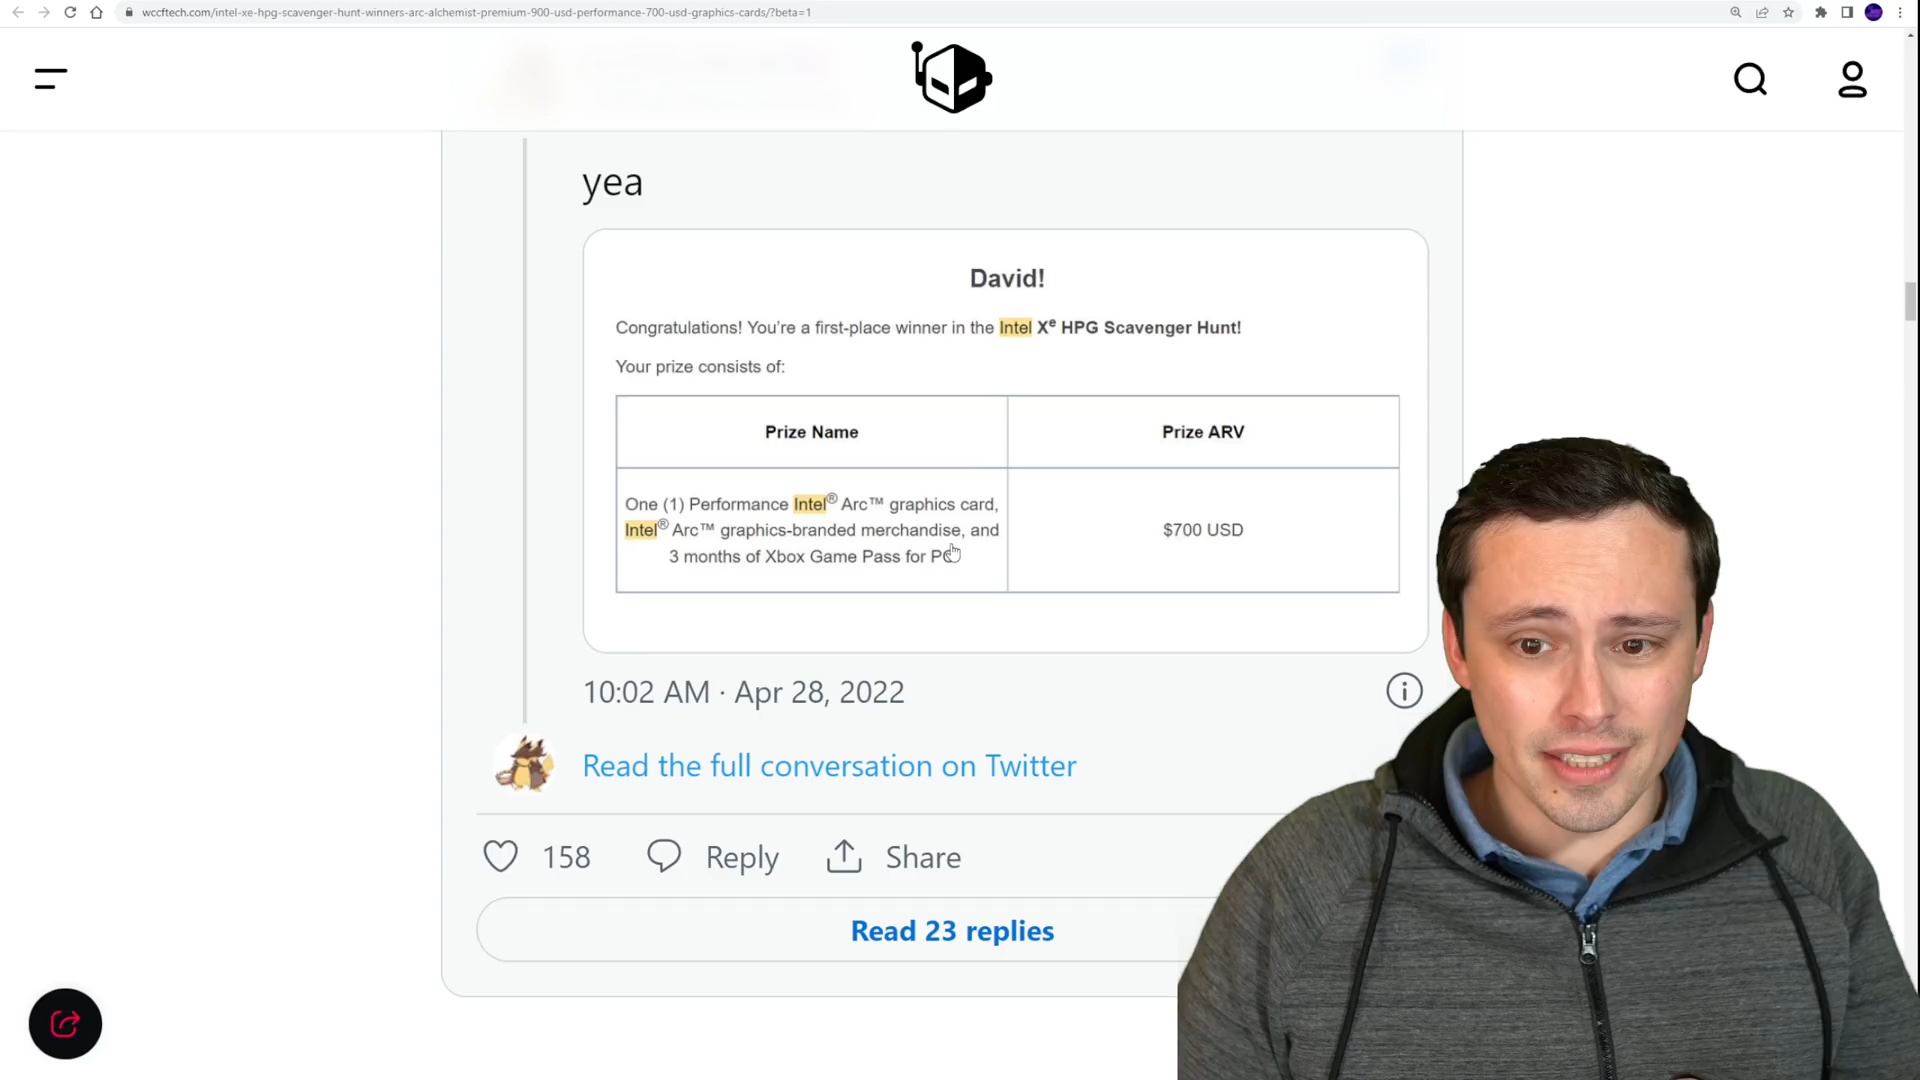 wccftech.com/intel-xe-hpg-scavenger-hunt-winners-arc-alchemist-premium-900-usd-performance-700-usd-graphics-cards/?beta=1
yea
David!
Congratulations! You're a first-place winner in the Intel Xe HPG Scavenger Hunt!
Your prize consists of:
Prize Name
Prize ARV
One (1) Performance Intel® Arc™ graphics card,
Intel® Arc™ graphics-branded merchandise, and
3 months of Xbox Game Pass for PC
$700 USD
10:02 AM · Apr 28, 2022
Read the full conversation on Twitter
158
Reply
Share
Read 23 replies